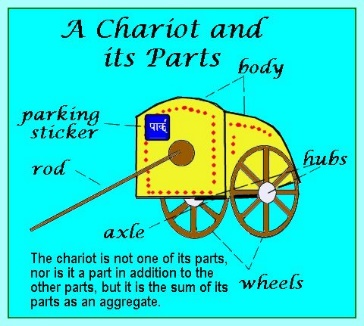 A Chariot and
its Parts
body
parking
sticker
पार्क
rod
hubs
axle
wheels
The chariot is not one of its parts,
nor is it a part in addition to the
other parts, but it is the sum of its
parts as an aggregate.